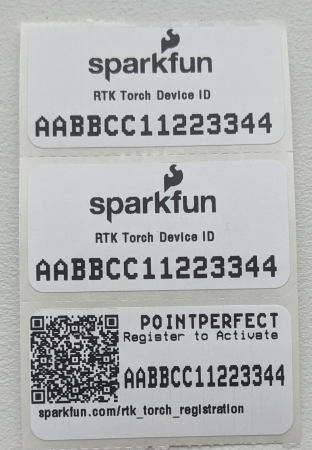 sparkfun
RTK Torch Device ID
AABBCC11223344
sparkfun
RTK Torch Device ID
AABBCC11223344
POINTPERFECT
Register to Activate
AABBCC11223344
sparkfun.com/rtk_torch_registration